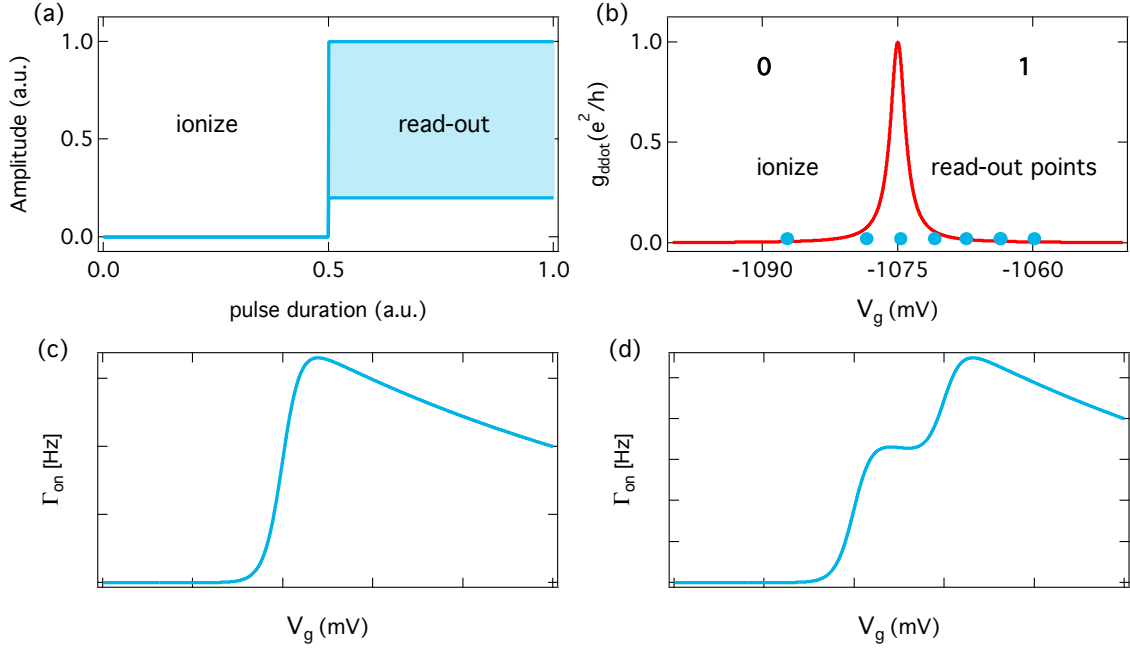 (a)
1.0
0.5
0.0
Amplitude (a.u.)
ionize
read-out
0.0
0.5
1.0
pulse duration (a.u.)
(b)
1.0
0.5
0.0
g_ddot(e^2/h)
0
1
ionize
read-out points
-1090
-1075
-1060
V_g (mV)
(c)
Γ_on [Hz]
V_g (mV)
(d)
Γ_on [Hz]
V_g (mV)